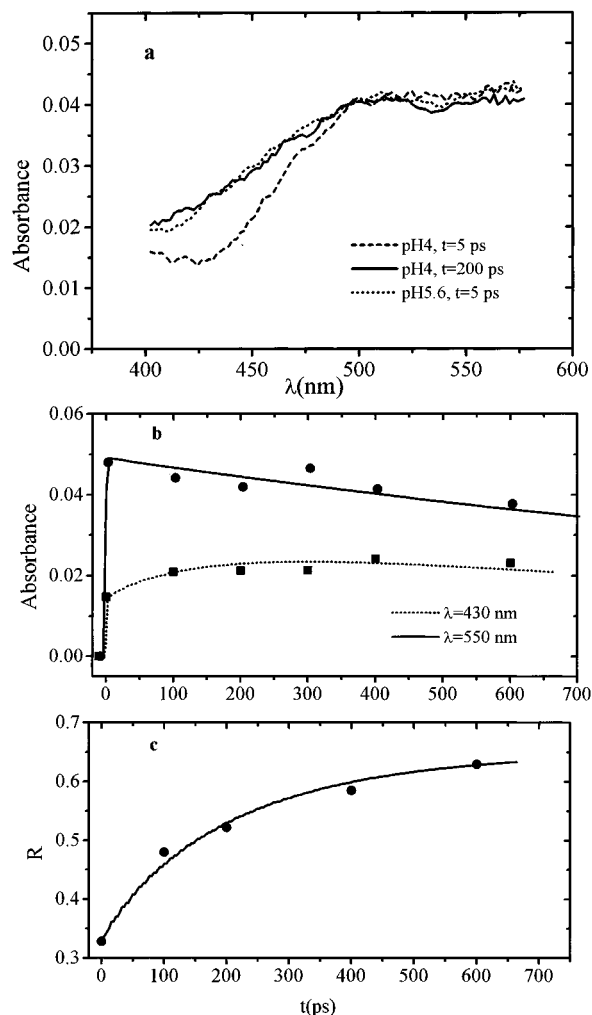 a
0.05
0.04
0.03
0.02
0.01
0.00
Absorbance
pH4, t=5 ps
pH4, t=200 ps
pH5.6, t=5 ps
400 450 500 550 600
λ(nm)
b
0.06
0.04
0.02
0.00
Absorbance
λ=430 nm
λ=550 nm
0 100 200 300 400 500 600 700
c
0.7
0.6
0.5
0.4
0.3
R
0 100 200 300 400 500 600 700
t(ps)